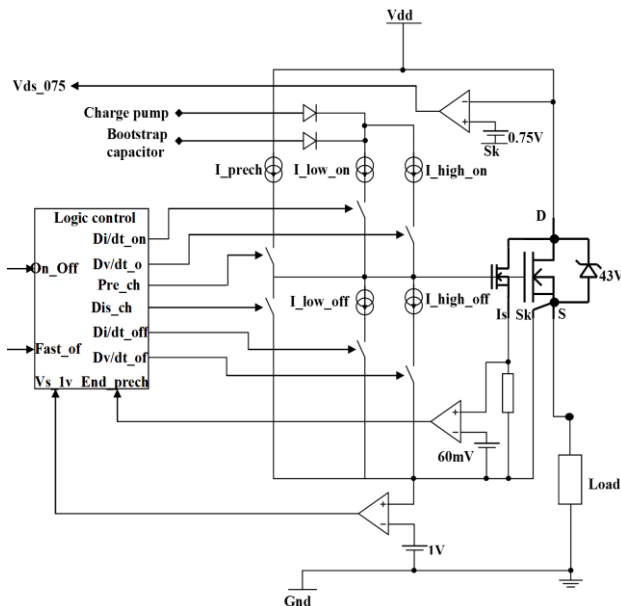 Vdd
Vds_075
Charge pump
Bootstrap
capacitor
0.75V
Sk
I_prech
I_low_on
I_high_on
Logic control
D
Di/dt_on
On_Off
Dv/dt_o
Pre_ch
43V
I_low_off
I_high_off
Dis_ch
Is
Sk
S
Di/dt_off
Fast_of
Dv/dt_of
Vs_1v
End_prech
60mV
Load
1V
Gnd